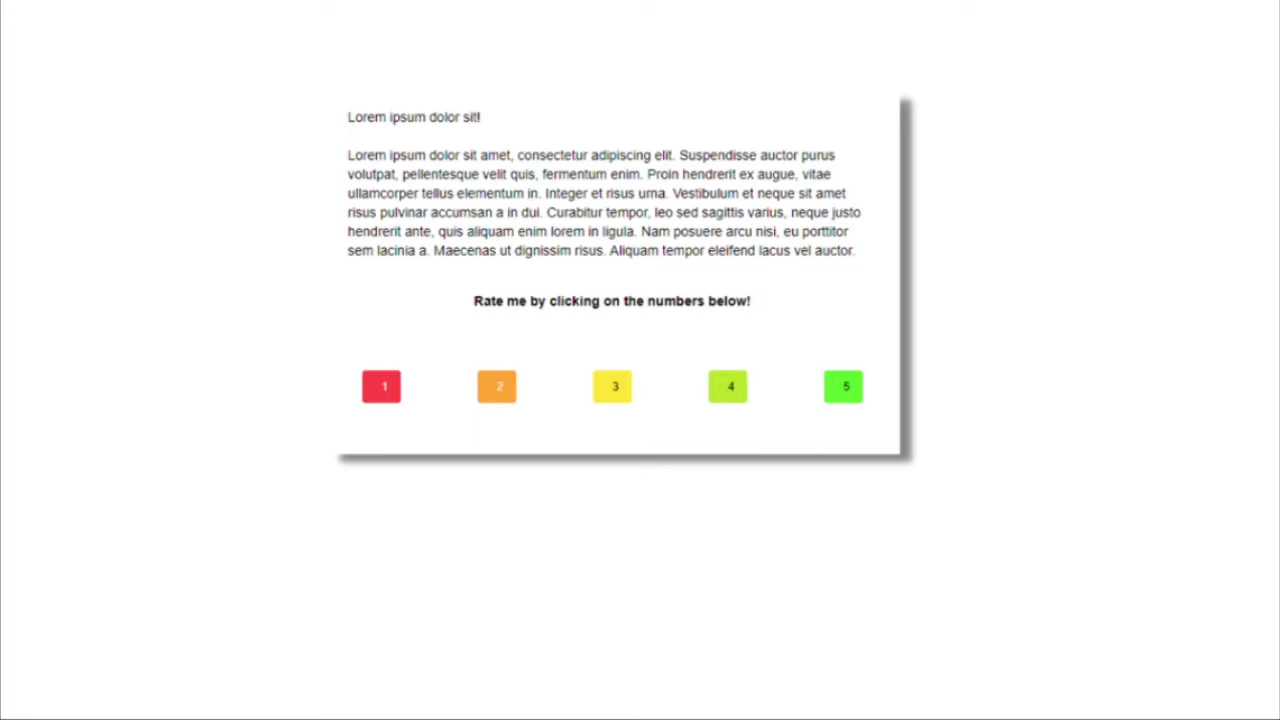 Lorem ipsum dolor sit!
Lorem ipsum dolor sit amet, consectetur adipiscing elit. Suspendisse auctor purus
volutpat, pellentesque velit quis, fermentum enim. Proin hendrerit ex augue, vitae
ullamcorper tellus elementum in. Integer et risus urna. Vestibulum et neque sit amet
risus pulvinar accumsan a in dui. Curabitur tempor, leo sed sagittis varius, neque justo
hendrerit ante, quis aliquam enim lorem in ligula. Nam posuere arcu nisi, eu porttitor
sem lacinia a. Maecenas ut dignissim risus. Aliquam tempor eleifend lacus vel auctor.
Rate me by clicking on the numbers below!
1 2 3 4 5